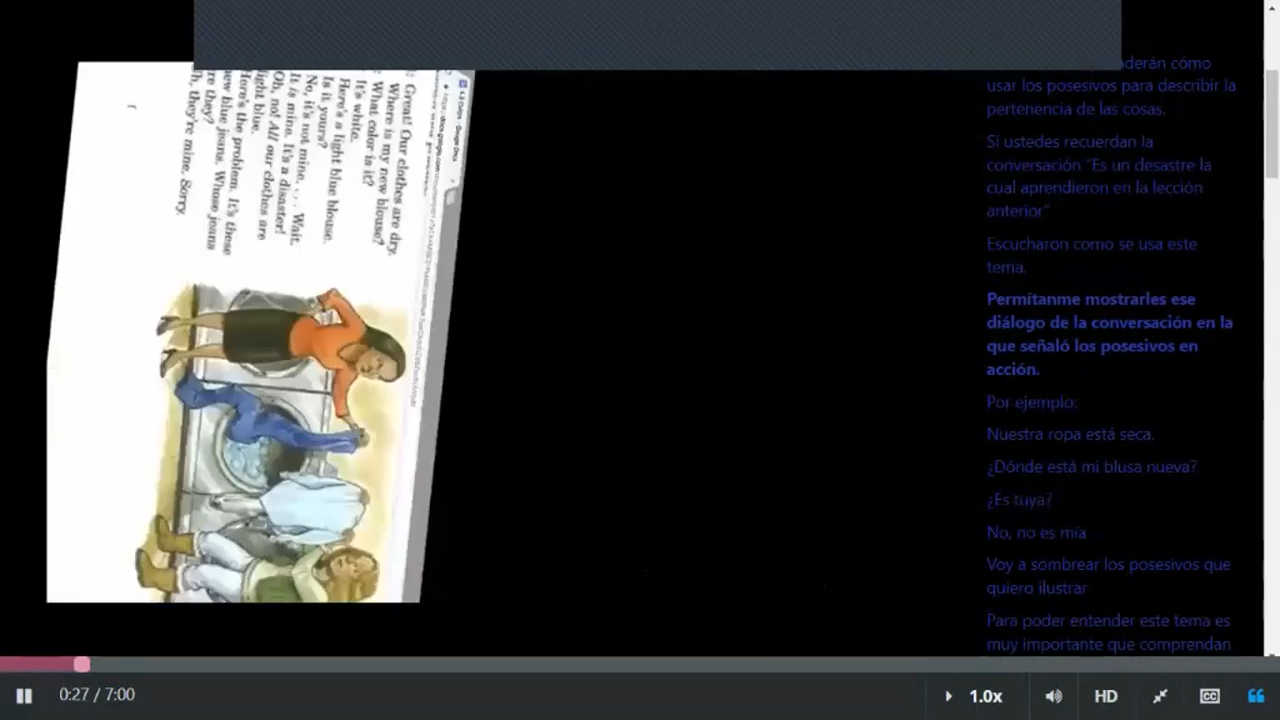 Great! Our clothes are dry.
Where is my new blouse?
What color is it?
It's white.
Here's a light blue blouse.
Is it yours?
No, it's not mine. . . . Wait.
It is mine. It's a disaster!
Oh, no! All our clothes are
light blue.
Here's the problem. It's these
new blue jeans. Whose jeans
re they?
h, they're mine. Sorry.
derán cómo
usar los posesivos para describir la
pertenencia de las cosas.
Si ustedes recuerdan la
conversación "Es un desastre la
cual aprendieron en la lección
anterior"
Escucharon como se usa este
tema.
Permítanme mostrarles ese
diálogo de la conversación en la
que señaló los posesivos en
acción.
Por ejemplo:
Nuestra ropa está seca.
¿Dónde está mi blusa nueva?
¿Es tuya?
No, no es mía
Voy a sombrear los posesivos que
quiero ilustrar
Para poder entender este tema es
muy importante que comprendan
0:27 / 7:00
1.0x
HD
CC